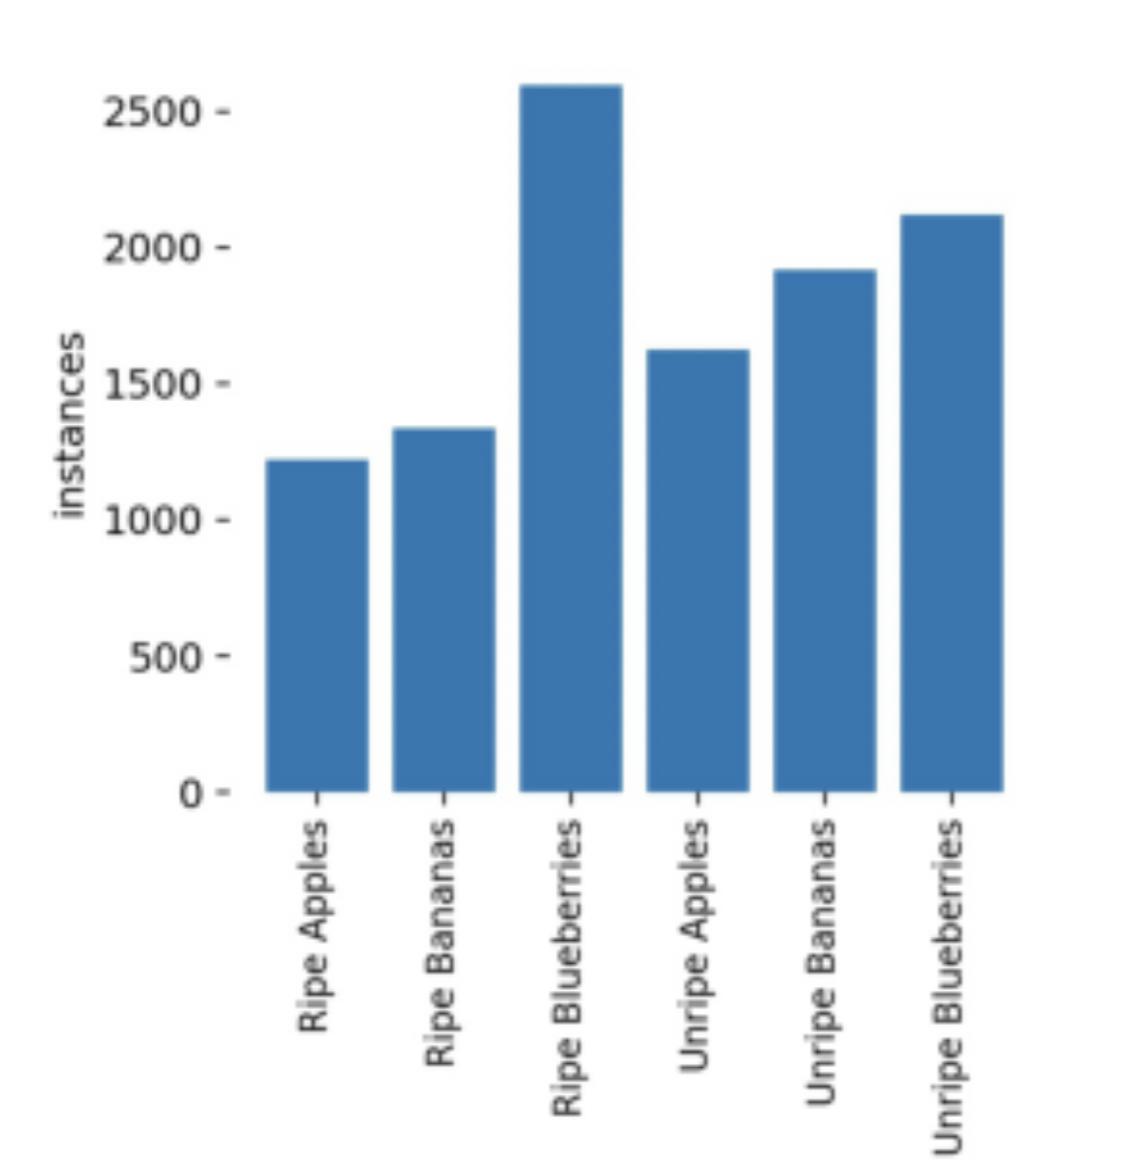 2500
2000
1500
1000
500
0
instances
Ripe Apples
Ripe Bananas
Ripe Blueberries
Unripe Apples
Unripe Bananas
Unripe Blueberries